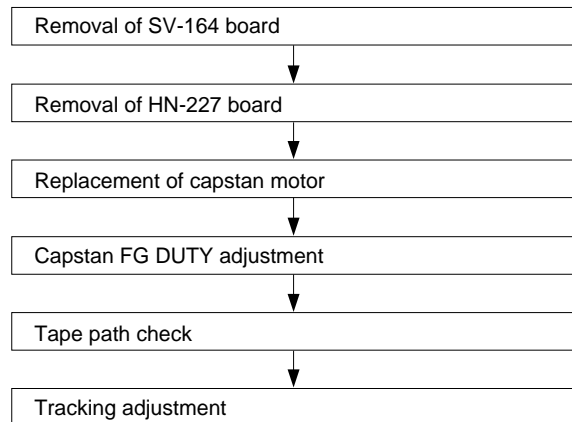 Removal of SV-164 board
Removal of HN-227 board
Replacement of capstan motor
Capstan FG DUTY adjustment
Tape path check
Tracking adjustment